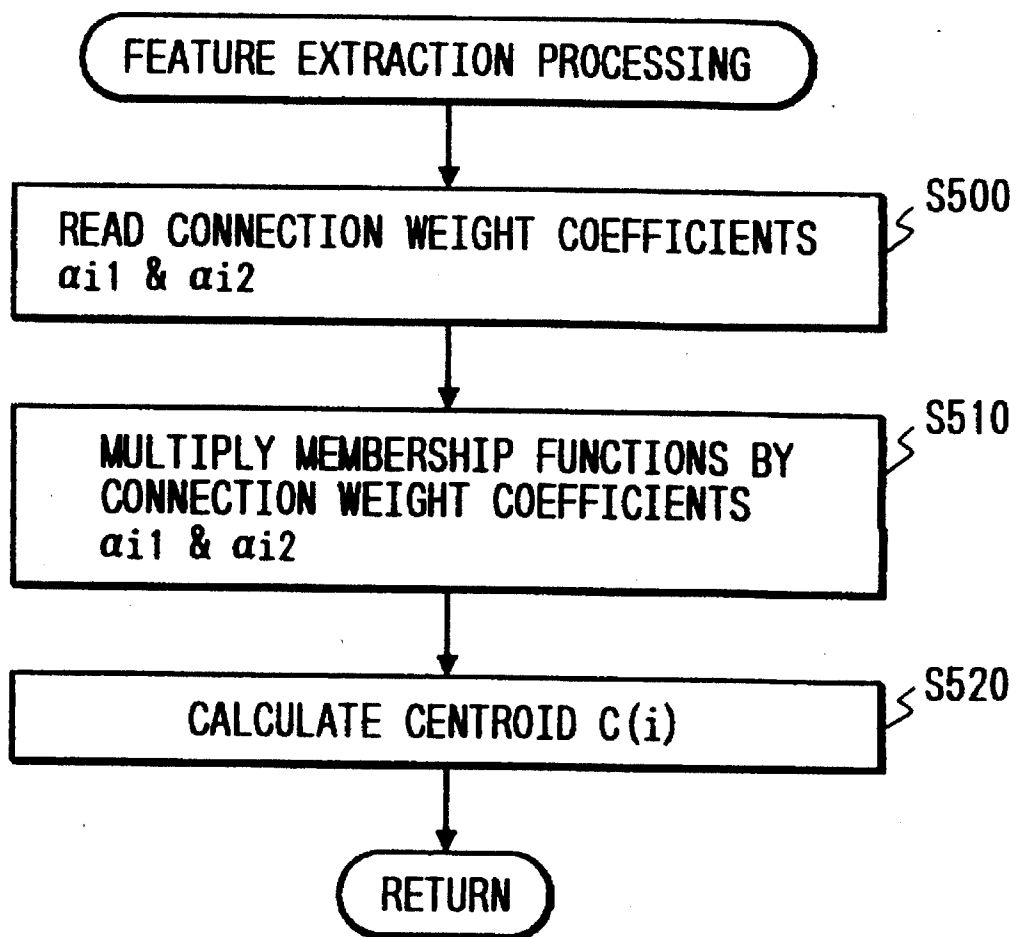 FEATURE EXTRACTION PROCESSING
S500
READ CONNECTION WEIGHT COEFFICIENTS
αi1 & αi2
S510
MULTIPLY MEMBERSHIP FUNCTIONS BY
CONNECTION WEIGHT COEFFICIENTS
αi1 & αi2
S520
CALCULATE CENTROID C(i)
RETURN